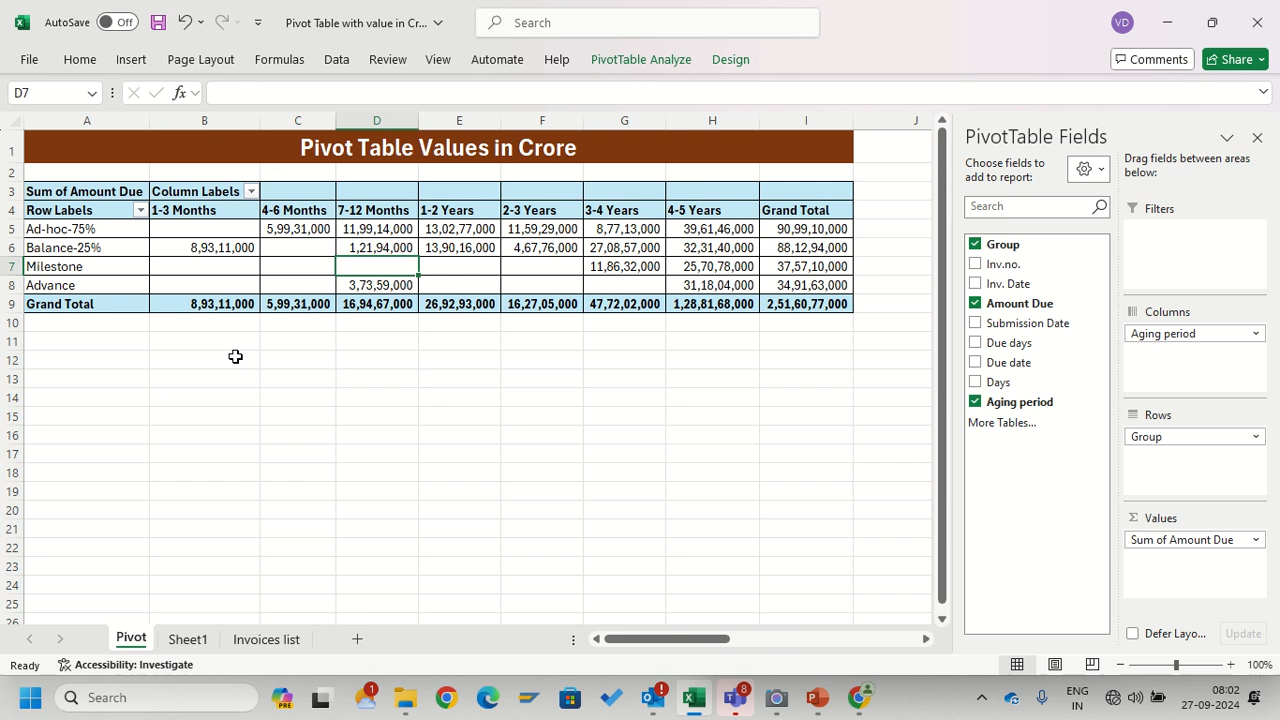 AutoSave Off Pivot Table with value in Cr... Search VD
File Home Insert Page Layout Formulas Data Review View Automate Help PivotTable Analyze Design Comments Share
D7 fx
A B C D E F G H I J
1 Pivot Table Values in Crore
2
3 Sum of Amount Due Column Labels
4 Row Labels 1-3 Months 4-6 Months 7-12 Months 1-2 Years 2-3 Years 3-4 Years 4-5 Years Grand Total
5 Ad-hoc-75% 5,99,31,000 11,99,14,000 13,02,77,000 11,59,29,000 8,77,13,000 39,61,46,000 90,99,10,000
6 Balance-25% 8,93,11,000 1,21,94,000 13,90,16,000 4,67,76,000 27,08,57,000 32,31,40,000 88,12,94,000
7 Milestone 11,86,32,000 25,70,78,000 37,57,10,000
8 Advance 3,73,59,000 31,18,04,000 34,91,63,000
9 Grand Total 8,93,11,000 5,99,31,000 16,94,67,000 26,92,93,000 16,27,05,000 47,72,02,000 1,28,81,68,000 2,51,60,77,000
10
11
12
13
14
15
16
17
18
19
20
21
22
23
24
25
26
PivotTable Fields
Choose fields to add to report:
Search
Group
Inv.no.
Inv. Date
Amount Due
Submission Date
Due days
Due date
Days
Aging period
More Tables...
Drag fields between areas below:
Filters
Columns
Aging period
Rows
Group
Values
Sum of Amount Due
Defer Layo... Update
Pivot Sheet1 Invoices list
Ready Accessibility: Investigate 100%
Search PRE 1 8 ENG IN 08:02 27-09-2024